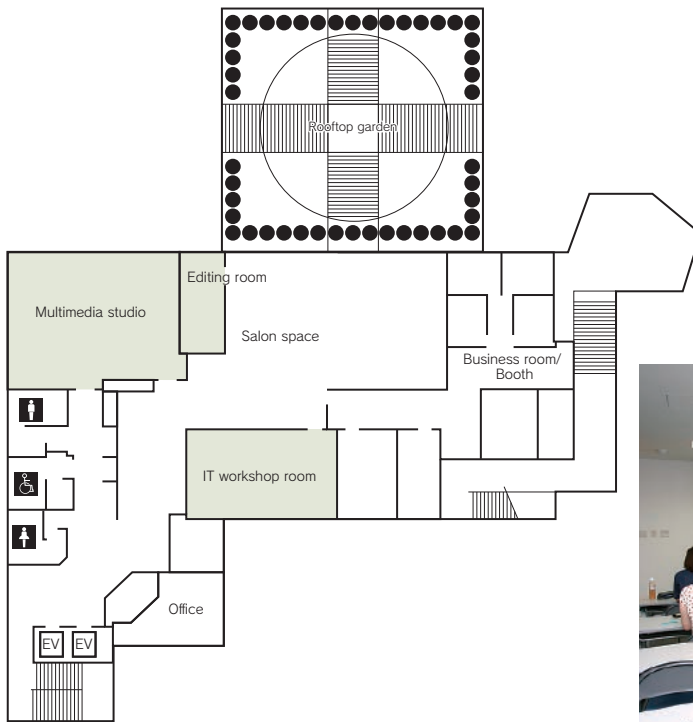 Rooftop garden
Editing room
Multimedia studio
Salon space
Business room/
Booth
IT workshop room
Office
EV
EV